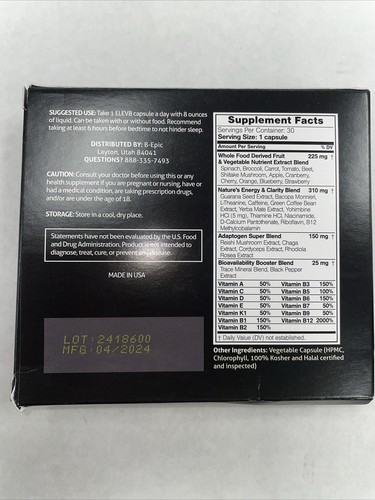 SUGGESTED USE: Take 1 ELEV8 capsule a day with 8 ounces
of liquid. Can be taken with or without food. Recommend
taking at least 6 hours before bedtime to not hinder sleep.
DISTRIBUTED BY: B-Epic
Layton, Utah 84041
QUESTIONS? 888-335-7493
CAUTION: Consult your doctor before using this or any
health supplement if you are pregnant or nursing, have or
had a medical condition, are taking prescription drugs,
and/or are under the age of 18.
STORAGE: Store in a cool, dry place.
Statements have not been evaluated by the U.S. Food
and Drug Administration. Product is not intended to
diagnose, treat, cure, or prevent any disease.
MADE IN USA
LOT:2418600
MFG:04/2024
Supplement Facts
Servings Per Container: 30
Serving Size: 1 capsule
Amount Per Serving % DV
Whole Food Derived Fruit 225 mg †
& Vegetable Nutrient Extract Blend
Spinach, Broccoli, Carrot, Tomato, Beet,
Shiitake Mushroom, Apple, Cranberry,
Cherry, Orange, Blueberry, Strawberry
Nature's Energy & Clarity Blend 310 mg †
Guarana Seed Extract, Bacopa Monnieri,
L-Theanine, Caffeine, Green Coffee Bean
Extract, Yerba Mate Extract, Yohimbine
HCl (5 mg), Thiamine HCl, Niacinamide,
D-Calcium Pantothenate, Riboflavin, B12
Methylcobalamin
Adaptogen Super Blend 150 mg †
Reishi Mushroom Extract, Chaga
Extract, Cordyceps Extract, Rhodiola
Rosea Extract
Bioavailability Booster Blend 25 mg †
Trace Mineral Blend, Black Pepper
Extract
Vitamin A 50% Vitamin B3 150%
Vitamin C 50% Vitamin B5 100%
Vitamin D 50% Vitamin B6 150%
Vitamin E 50% Vitamin B7 50%
Vitamin K1 50% Vitamin B9 50%
Vitamin B1 150% Vitamin B12 2000%
Vitamin B2 150%
† Daily Value (DV) not established.
Other Ingredients: Vegetable Capsule (HPMC,
Chlorophyll, 100% Kosher and Halal certified
and inspected)